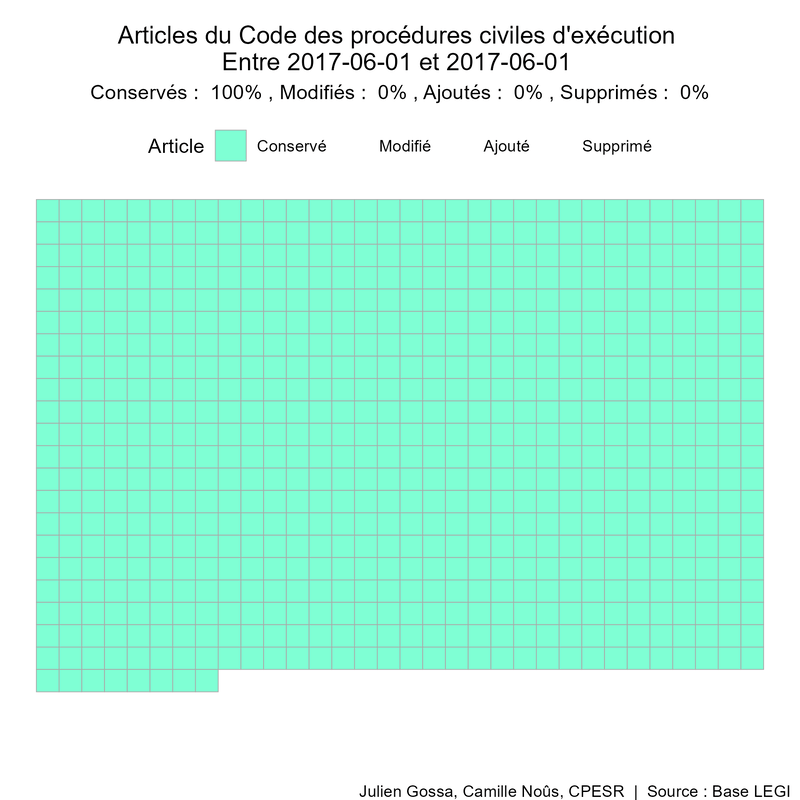 Articles du Code des procédures civiles d'exécution
Entre 2017-06-01 et 2017-06-01
Conservés :  100% , Modifiés :  0% , Ajoutés :  0% , Supprimés :  0%
Article Conservé Modifié Ajouté Supprimé
Julien Gossa, Camille Noûs, CPESR  |  Source : Base LEGI